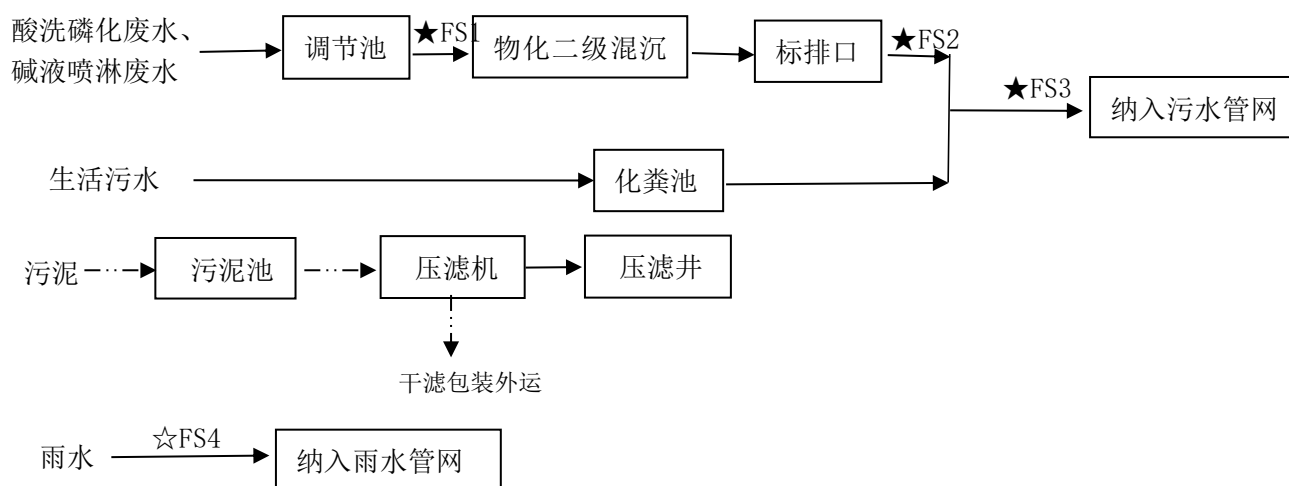 酸洗磷化废水、
碱液喷淋废水
调节池
★FS1
物化二级混沉
标排口
★FS2
★FS3
纳入污水管网
生活污水
化粪池
污泥
污泥池
压滤机
压滤井
干滤包装外运
雨水
☆FS4
纳入雨水管网